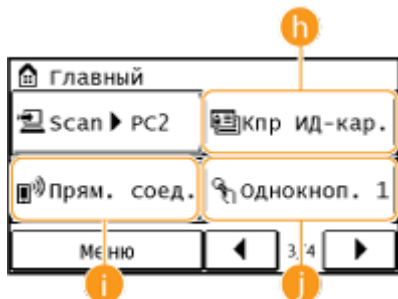 h
Главный
Scan PC2
Кпр ИД-кар.
Прям. соед.
Однокноп. 1
Меню
3/4
i
j